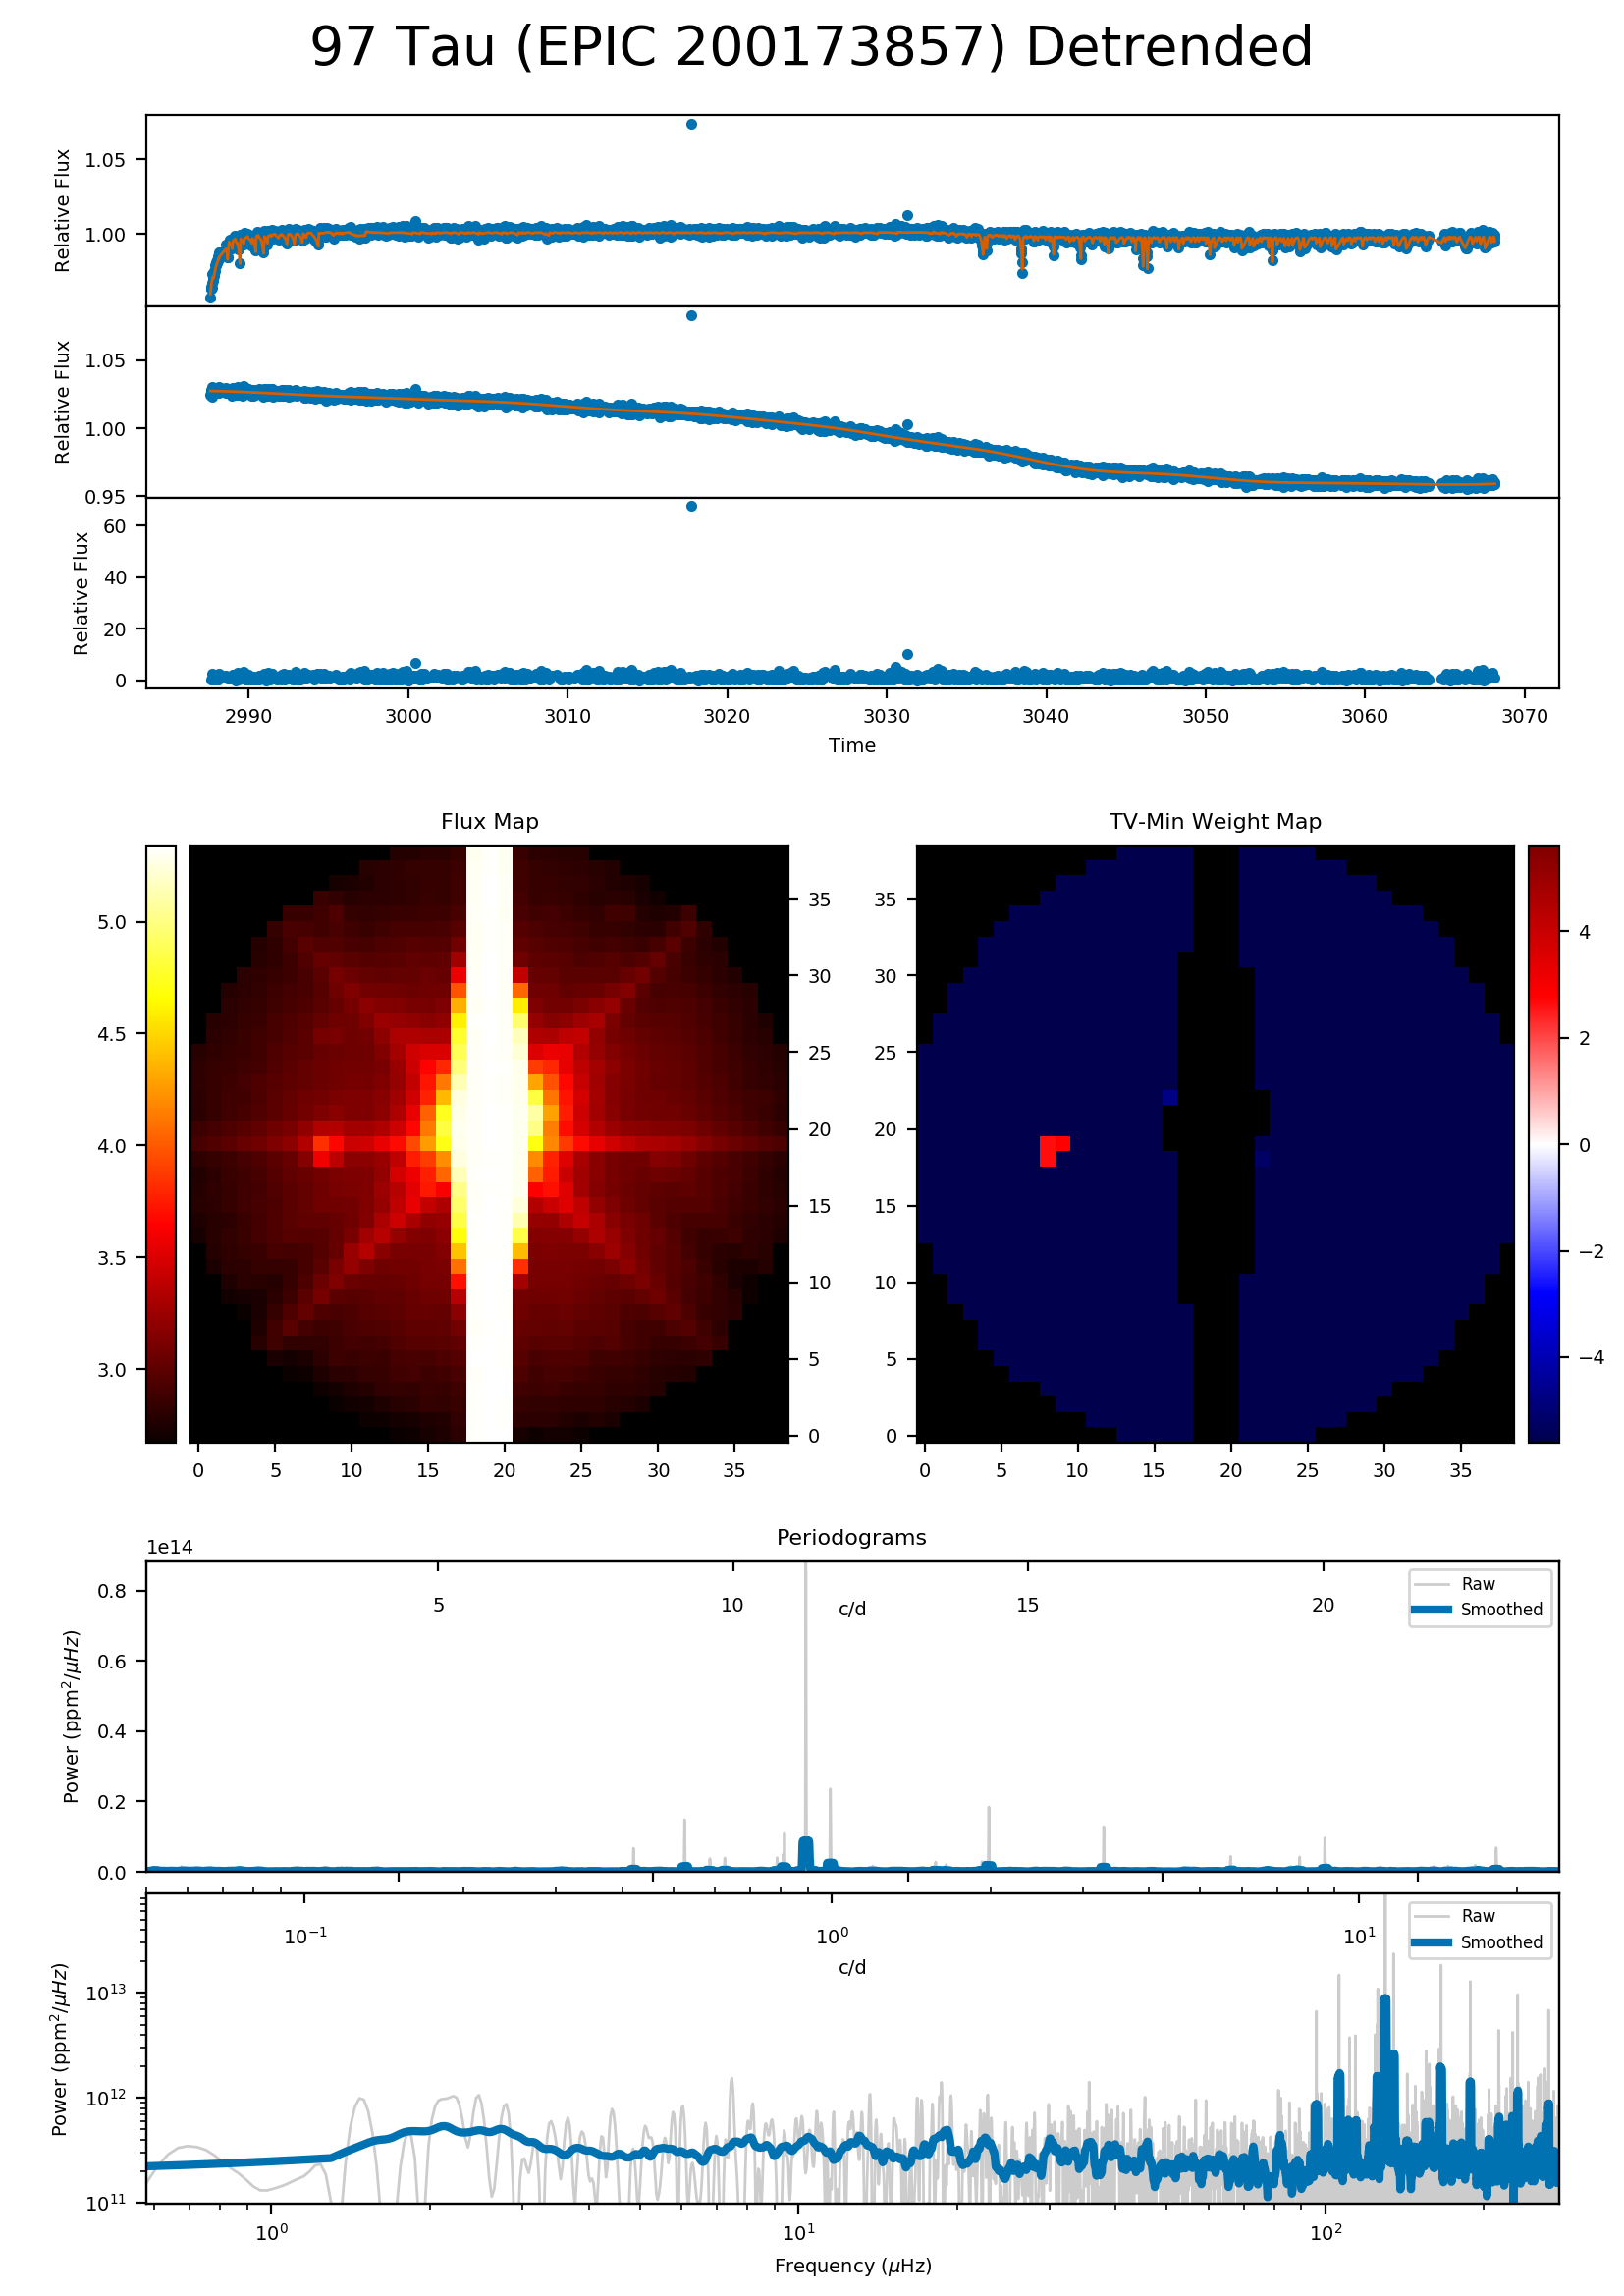 97 Tau (EPIC 200173857) Detrended
Relative Flux
1.05
1.00
Relative Flux
1.05
1.00
0.95
Relative Flux
60
40
20
0
2990 3000 3010 3020 3030 3040 3050 3060 3070
Time
Flux Map
TV-Min Weight Map
5.0
4.5
4.0
3.5
3.0
35
30
25
20
15
10
5
0
0 5 10 15 20 25 30 35
35
30
25
20
15
10
5
0
0 5 10 15 20 25 30 35
4
2
0
−2
−4
Periodograms
1e14
Power (ppm²/μHz)
0.8
0.6
0.4
0.2
0.0
5 10 15 20
c/d
Raw
Smoothed
Power (ppm²/μHz)
10¹³
10¹²
10¹¹
10⁻¹ 10⁰ 10¹
c/d
Raw
Smoothed
10⁰ 10¹ 10²
Frequency (μHz)